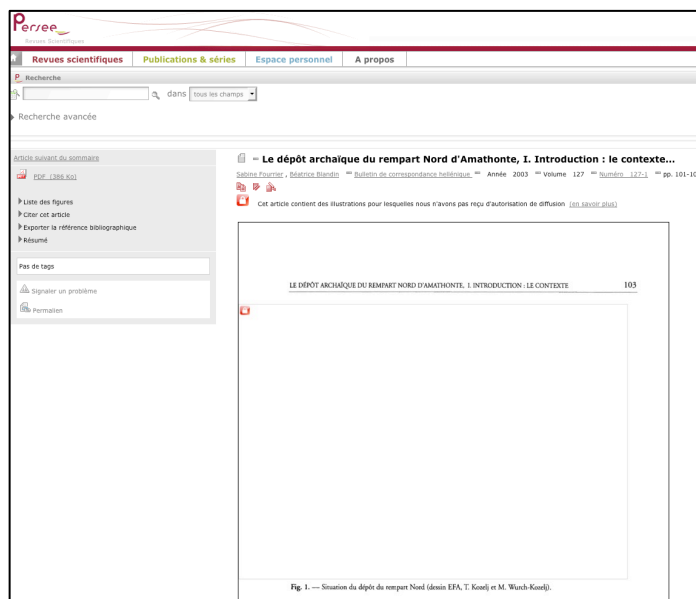 Persee
Revues Scientifiques
Revues scientifiques
Publications & séries
Espace personnel
A propos
Recherche
dans tous les champs
Recherche avancée
Article suivant du sommaire
PDF (386 Ko)
Liste des figures
Citer cet article
Exporter la référence bibliographique
Résumé
Pas de tags
Signaler un problème
Permalien
Le dépôt archaïque du rempart Nord d'Amathonte, I. Introduction : le contexte...
Sabine Fourrier , Béatrice Blandin Bulletin de correspondance hellénique Année 2003 Volume 127 Numéro 127-1 pp. 101-10
Cet article contient des illustrations pour lesquelles nous n'avons pas reçu d'autorisation de diffusion (en savoir plus)
LE DÉPÔT ARCHAÏQUE DU REMPART NORD D'AMATHONTE, I. INTRODUCTION : LE CONTEXTE 103
Fig. 1. — Situation du dépôt du rempart Nord (dessin EFA, T. Kozelj et M. Wurch-Kozelj).